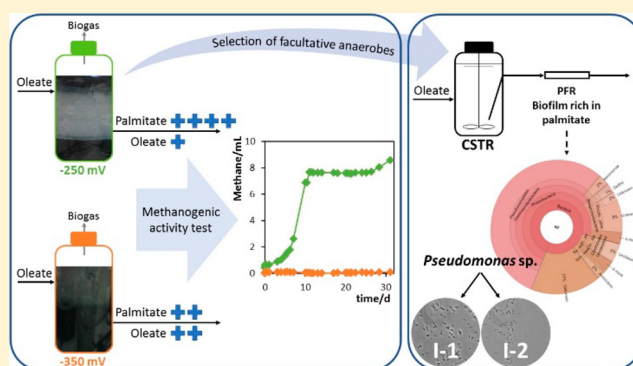 Biogas
Oleate
Palmitate
Oleate
-250 mV
Biogas
Oleate
Palmitate
Oleate
-350 mV
Selection of facultative anaerobes
Methanogenic
activity test
Methane/mL
10
8
6
4
2
0
0 10 20 30
time/d
Oleate
CSTR
PFR
Biofilm rich in
palmitate
Pseudomonas sp.
I-1
I-2